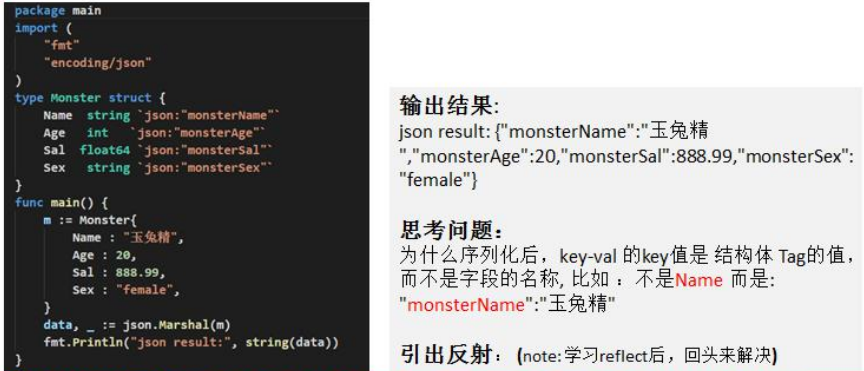 package main
import (
    "fmt"
    "encoding/json"
)
type Monster struct {
    Name  string `json:"monsterName"`
    Age   int   `json:"monsterAge"`
    Sal  float64 `json:"monsterSal"`
    Sex   string `json:"monsterSex"`
}
func main() {
    m := Monster{
        Name : "玉兔精",
        Age : 20,
        Sal : 888.99,
        Sex : "female",
    }
    data, _ := json.Marshal(m)
    fmt.Println("json result:", string(data))
}
输出结果:
json result: {"monsterName":"玉兔精
","monsterAge":20,"monsterSal":888.99,"monsterSex":
"female"}
思考问题：
为什么序列化后，key-val 的key值是 结构体 Tag的值，
而不是字段的名称, 比如 ：不是Name 而是:
"monsterName":"玉兔精"
引出反射：(note:学习reflect后，回头来解决)